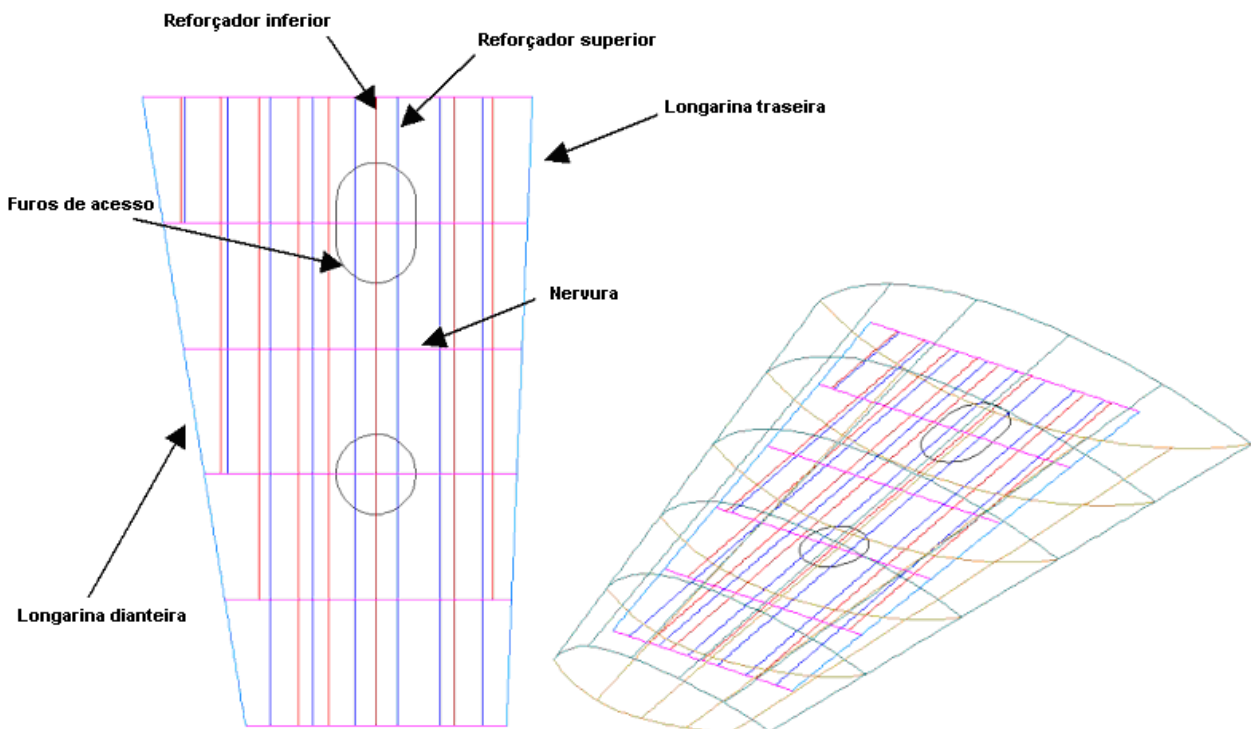 Reforçador inferior
Reforçador superior
Longarina traseira
Furos de acesso
Nervura
Longarina dianteira